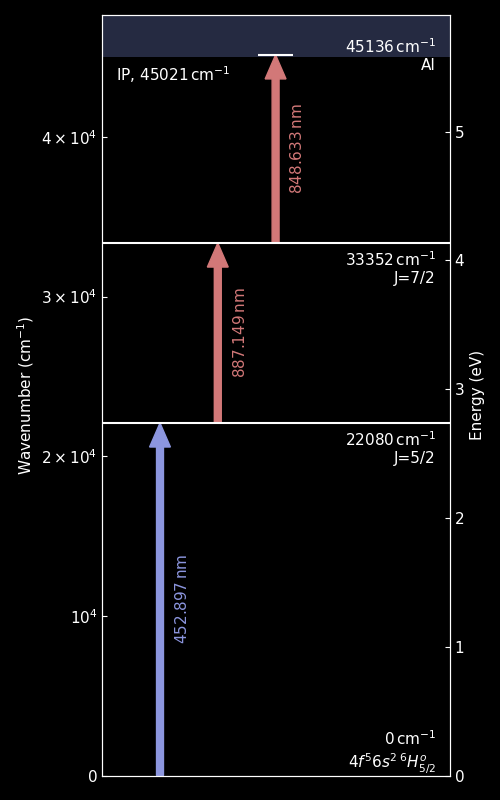 45136 cm⁻¹
AI
IP, 45021 cm⁻¹
848.633 nm
33352 cm⁻¹
J=7/2
887.149 nm
22080 cm⁻¹
J=5/2
452.897 nm
0 cm⁻¹
4f⁵6s² ⁶H°₅/₂
Wavenumber (cm⁻¹)
4 × 10⁴
3 × 10⁴
2 × 10⁴
10⁴
0
Energy (eV)
5
4
3
2
1
0